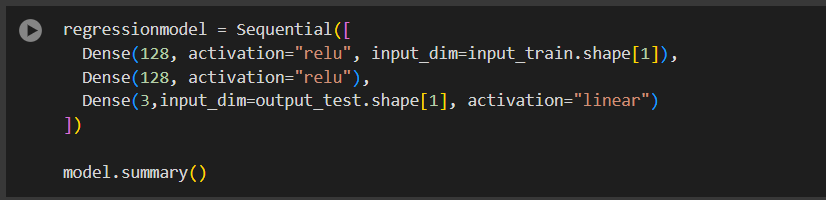 regressionmodel = Sequential([
  Dense(128, activation="relu", input_dim=input_train.shape[1]),
  Dense(128, activation="relu"),
  Dense(3,input_dim=output_test.shape[1], activation="linear")
])

model.summary()